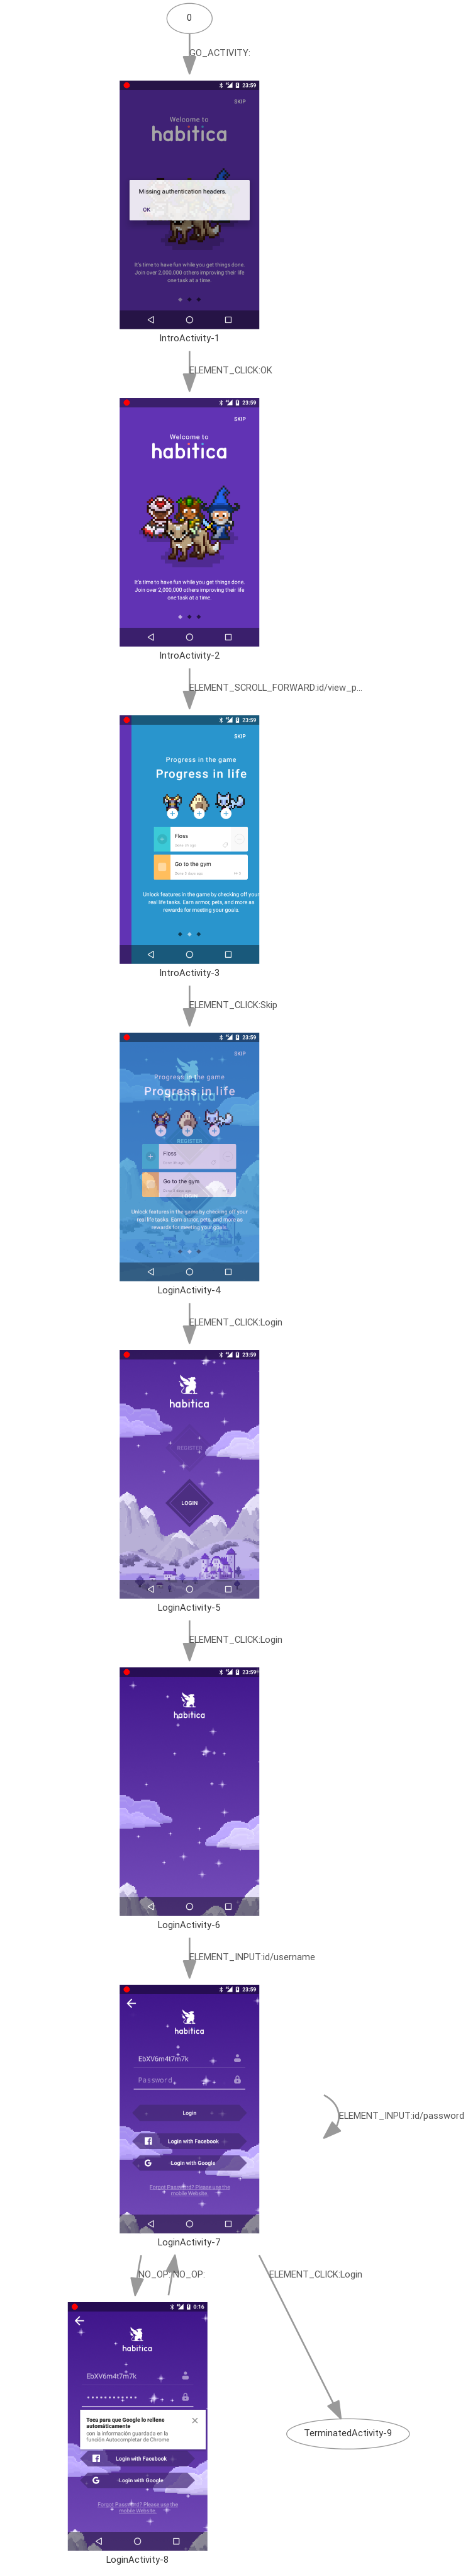 0
GO_ACTIVITY:
23:59
SKIP
Welcome to
habitica
Missing authentication headers.
OK
It's time to have fun while you get things done.
Join over 2,000,000 others improving their life
one task at a time.
IntroActivity-1
ELEMENT_CLICK:OK
23:59
SKIP
Welcome to
habitica
It's time to have fun while you get things done.
Join over 2,000,000 others improving their life
one task at a time.
IntroActivity-2
ELEMENT_SCROLL_FORWARD:id/view_p...
23:59
SKIP
Progress in the game
Progress in life
Floss
Go to the gym
Unlock features in the game by checking off your
real life tasks. Earn armor, pets, and more as
rewards for meeting your goals.
IntroActivity-3
ELEMENT_CLICK:Skip
23:59
SKIP
Progress in the game
habitica
Progress in life
REGISTER
Floss
Go to the gym
Unlock features in the game by checking off your
real life tasks. Earn armor, pets, and more as
rewards for meeting your goals.
LoginActivity-4
ELEMENT_CLICK:Login
23:59
habitica
REGISTER
LOGIN
LoginActivity-5
ELEMENT_CLICK:Login
23:59
habitica
LoginActivity-6
ELEMENT_INPUT:id/username
23:59
habitica
EbXV6m4t7m7k
Password
Login
Login with Facebook
Login with Google
Forgot Password? Please use the
mobile Website.
ELEMENT_INPUT:id/password
LoginActivity-7
NO_OP:
NO_OP:
ELEMENT_CLICK:Login
0:16
habitica
EbXV6m4t7m7k
Toca para que Google lo rellene
automáticamente
con la información guardada en la
función Autocompletar de Chrome.
Login with Facebook
Login with Google
Forgot Password? Please use the
mobile Website.
LoginActivity-8
TerminatedActivity-9